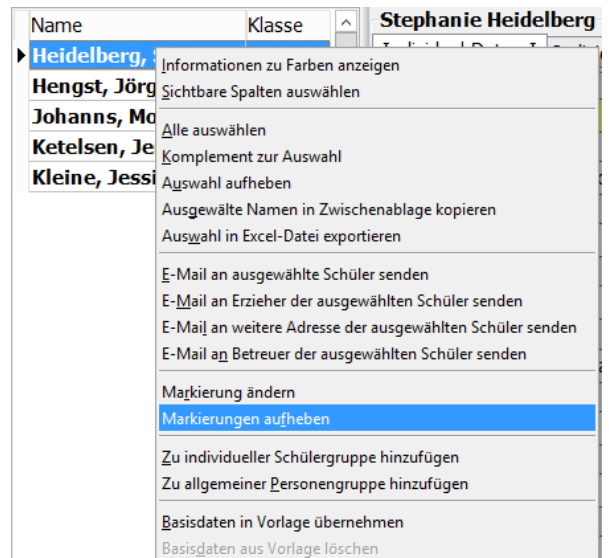 Name Klasse
Stephanie Heidelberg
Heidelberg,
Informationen zu Farben anzeigen
Hengst, Jörg
Sichtbare Spalten auswählen
Johanns, Mo
Alle auswählen
Ketelsen, Je
Komplement zur Auswahl
Kleine, Jessi
Auswahl aufheben
Ausgewälte Namen in Zwischenablage kopieren
Auswahl in Excel-Datei exportieren
E-Mail an ausgewählte Schüler senden
E-Mail an Erzieher der ausgewählten Schüler senden
E-Mail an weitere Adresse der ausgewählten Schüler senden
E-Mail an Betreuer der ausgewählten Schüler senden
Markierung ändern
Markierungen aufheben
Zu individueller Schülergruppe hinzufügen
Zu allgemeiner Personengruppe hinzufügen
Basisdaten in Vorlage übernehmen
Basisdaten aus Vorlage löschen